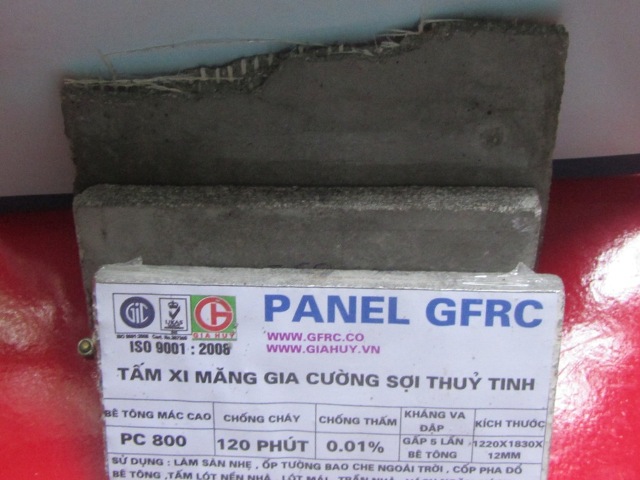 GIC
UKAS
GIA HUY
ISO 9001 : 2008
PANEL GFRC
WWW.GFRC.CO
WWW.GIAHUY.VN
TẤM XI MĂNG GIA CƯỜNG SỢI THUỶ TINH
BÊ TÔNG MÁC CAO CHỐNG CHÁY CHỐNG THẤM KHÁNG VA ĐẬP KÍCH THƯỚC
PC 800 120 PHÚT 0.01% GẤP 5 LẦN BÊ TÔNG 1220X1830X 12MM
SỬ DỤNG : LÀM SÀN NHẸ , ỐP TƯỜNG BAO CHE NGOÀI TRỜI , CỐP PHA ĐỔ
BÊ TÔNG ,TẤM LÓT NỀN NHÀ , LÓT MÁI , TRẦN NHÀ